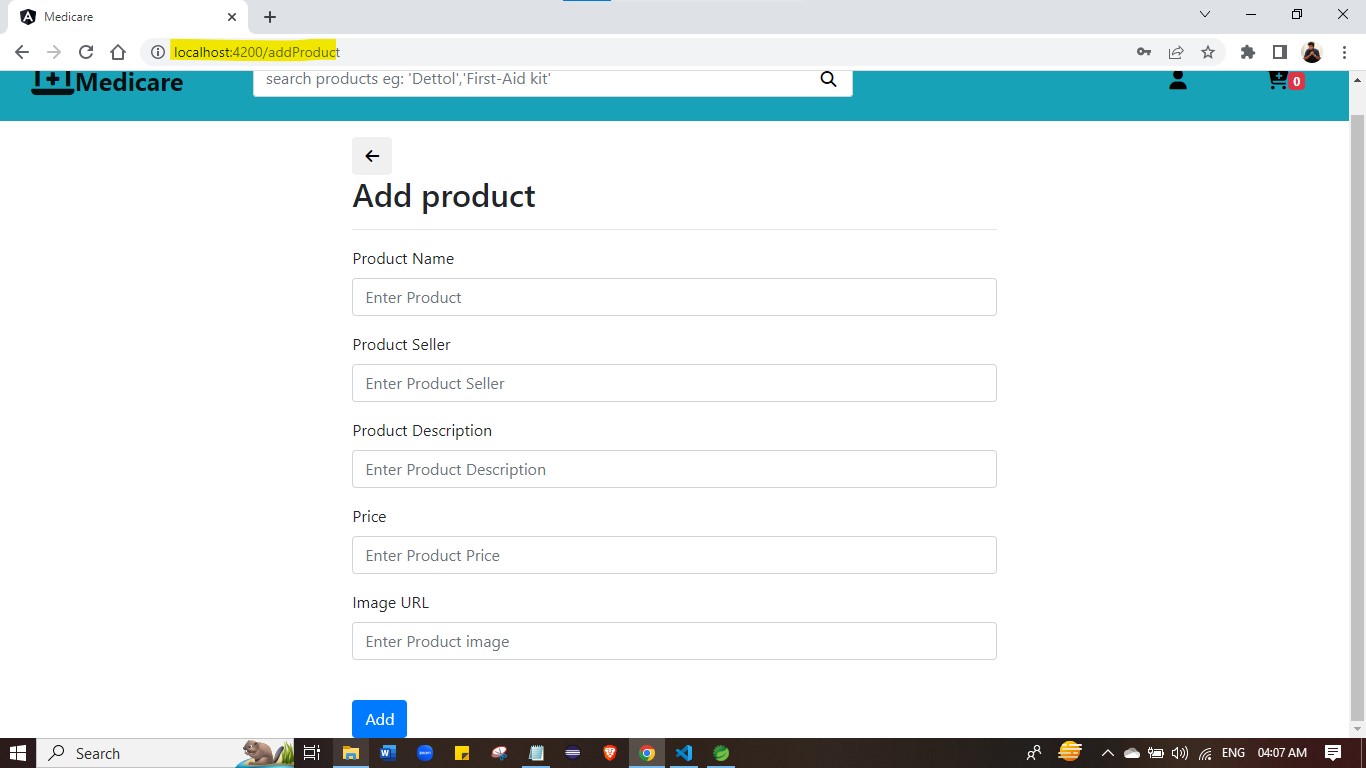 Medicare
localhost:4200/addProduct
Medicare
search products eg: 'Dettol','First-Aid kit'
0
Add product
Product Name
Enter Product
Product Seller
Enter Product Seller
Product Description
Enter Product Description
Price
Enter Product Price
Image URL
Enter Product image
Add
Search
ENG
04:07 AM